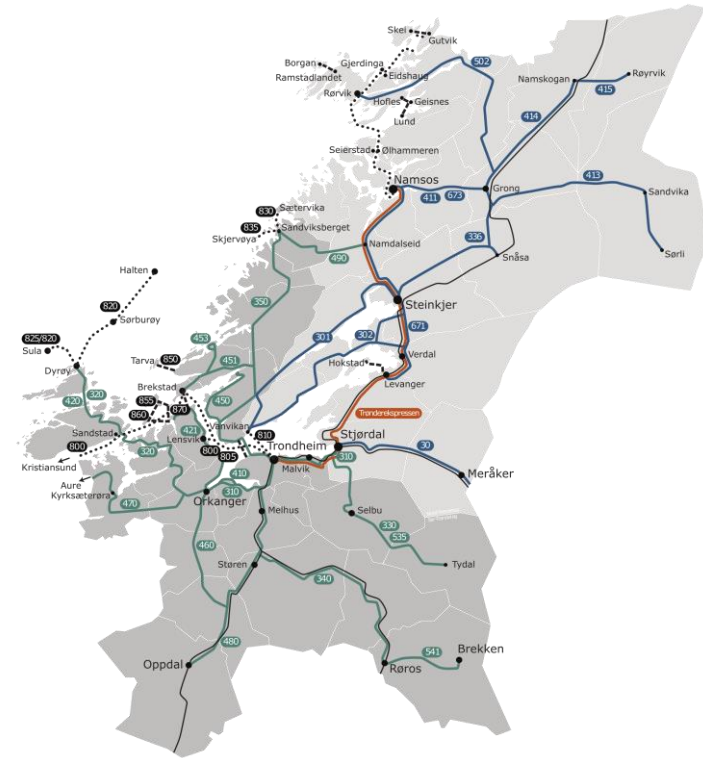 Skei
Gutvik
Borgan
Gjerdinga
502
Ramstadlandet
Eidshaug
Namskogan
Røyrvik
415
Rørvik
Hofles
Geisnes
Lund
414
Seierstad
Ølhammeren
413
Namsos
Grong
411
673
Sandvika
830
Sætervika
835
Sandviksberget
Skjervøya
336
Namdalseid
490
Snåsa
Sørli
Halten
350
Steinkjer
820
Sørburøy
301
302
671
825/820
453
Sula
Tarva
850
451
Hokstad
Verdal
Dyrøy
Brekstad
Levanger
420
320
855
450
860
870
Trønderekspressen
421
Vanvikan
810
Sandstad
Lensvik
Trondheim
Stjørdal
30
800
800
805
310
Kristiansund
320
Malvik
410
Meråker
Aure
310
Kyrksæterøra
Orkanger
470
Melhus
Selbu
330
460
535
Støren
Tydal
340
480
541
Brekken
Oppdal
Røros